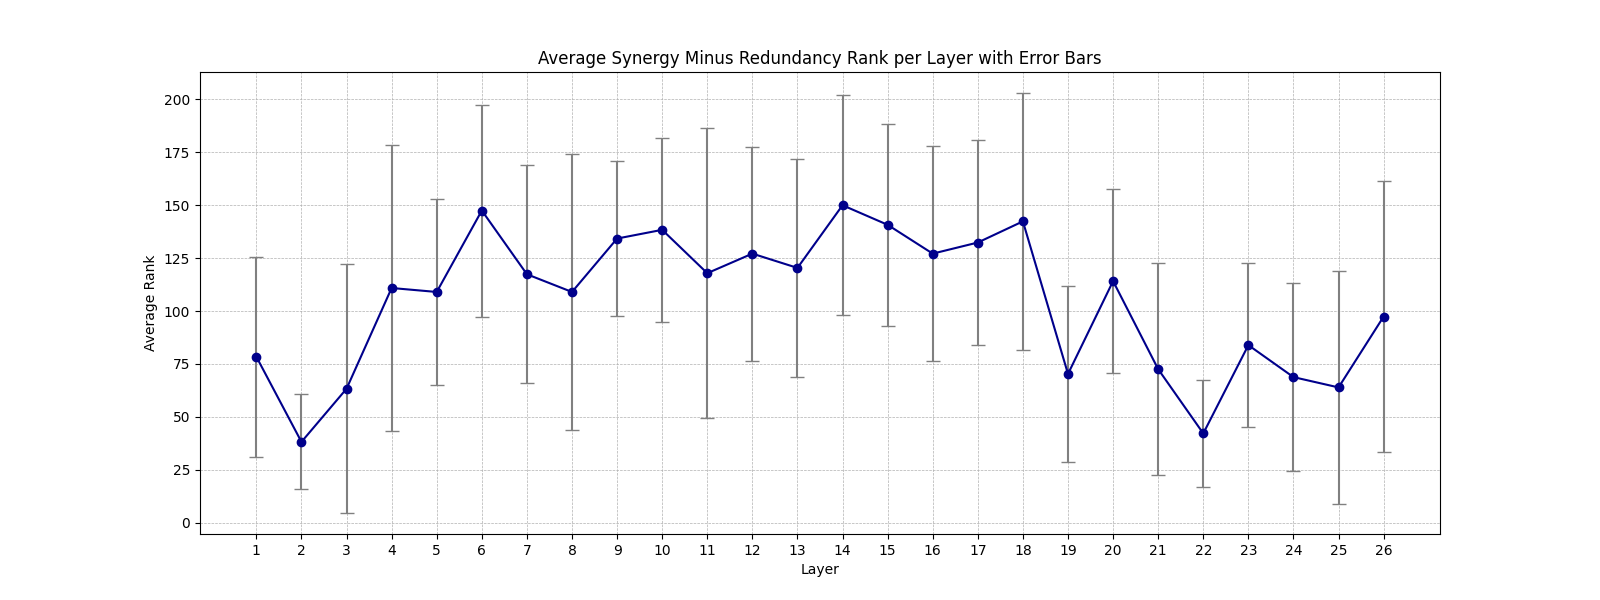 Average Synergy Minus Redundancy Rank per Layer with Error Bars
200
175
150
125
100
75
50
25
0
Average Rank
1 2 3 4 5 6 7 8 9 10 11 12 13 14 15 16 17 18 19 20 21 22 23 24 25 26
Layer